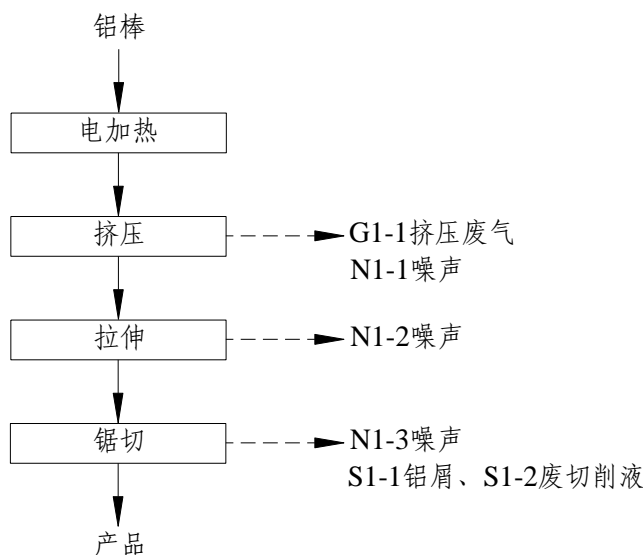 铝棒
电加热
挤压
G1-1挤压废气
N1-1噪声
拉伸
N1-2噪声
锯切
N1-3噪声
S1-1铝屑、S1-2废切削液
产品